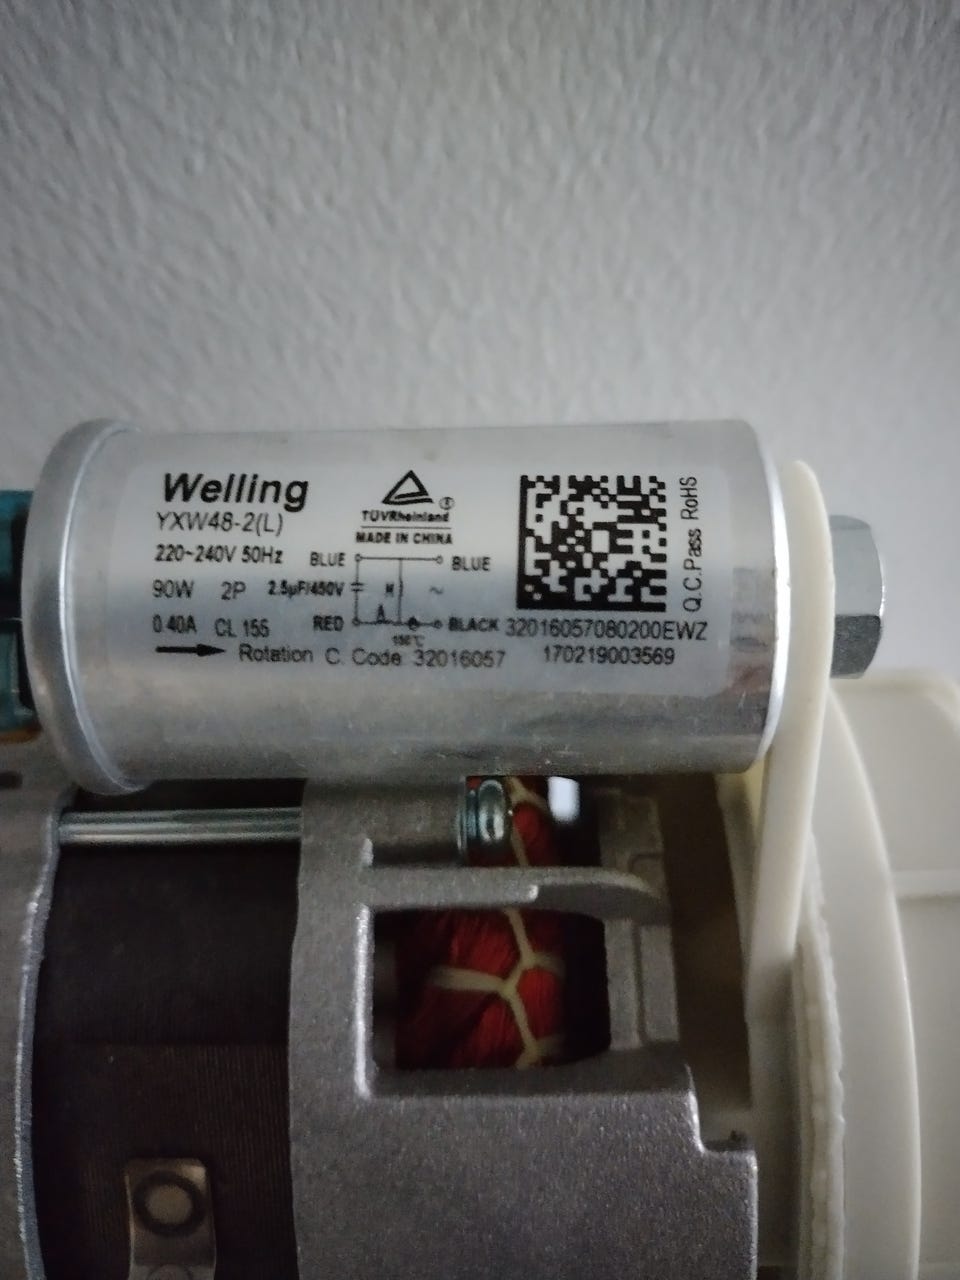 Welling
YXW48-2(L)
220~240V 50Hz
90W 2P
0.40A CL 155
Rotation C. Code: 32016057
TÜVRheinland
MADE IN CHINA
BLUE BLUE
2.5μF/450V M ~
A
RED BLACK
150℃
32016057080200EWZ
170219003569
Q.C.Pass RoHS